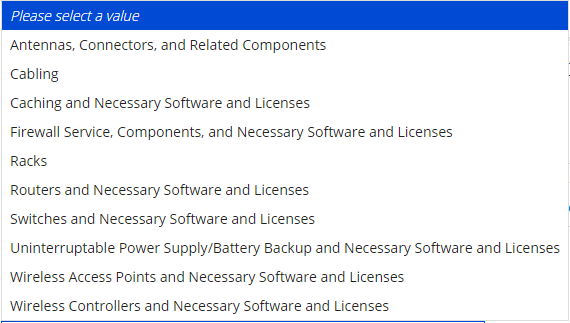 Please select a value
Antennas, Connectors, and Related Components
Cabling
Caching and Necessary Software and Licenses
Firewall Service, Components, and Necessary Software and Licenses
Racks
Routers and Necessary Software and Licenses
Switches and Necessary Software and Licenses
Uninterruptable Power Supply/Battery Backup and Necessary Software and Licenses
Wireless Access Points and Necessary Software and Licenses
Wireless Controllers and Necessary Software and Licenses